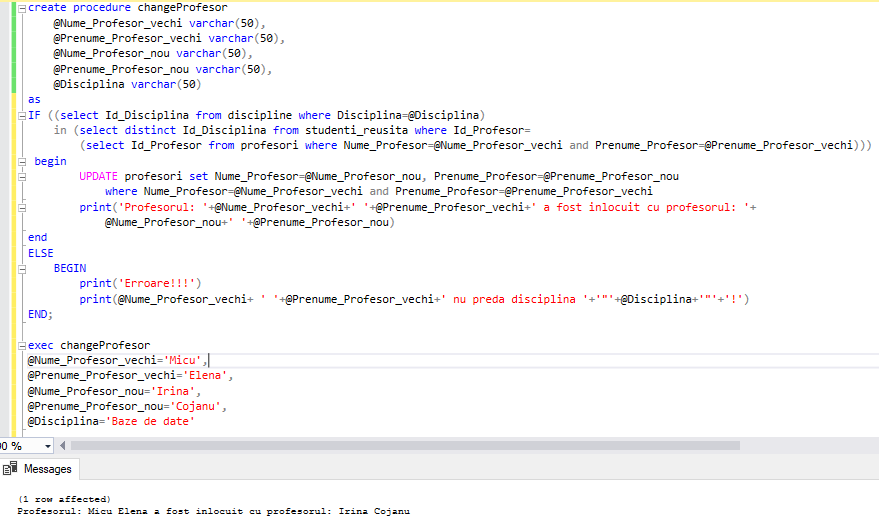 create procedure changeProfesor
@Nume_Profesor_vechi varchar(50),
@Prenume_Profesor_vechi varchar(50),
@Nume_Profesor_nou varchar(50),
@Prenume_Profesor_nou varchar(50),
@Disciplina varchar(50)
as
IF ((select Id_Disciplina from discipline where Disciplina=@Disciplina)
in (select distinct Id_Disciplina from studenti_reusita where Id_Profesor=
(select Id_Profesor from profesori where Nume_Profesor=@Nume_Profesor_vechi and Prenume_Profesor=@Prenume_Profesor_vechi)))
begin
UPDATE profesori set Nume_Profesor=@Nume_Profesor_nou, Prenume_Profesor=@Prenume_Profesor_nou
where Nume_Profesor=@Nume_Profesor_vechi and Prenume_Profesor=@Prenume_Profesor_vechi
print('Profesorul: '+@Nume_Profesor_vechi+' '+@Prenume_Profesor_vechi+' a fost inlocuit cu profesorul: '+
@Nume_Profesor_nou+' '+@Prenume_Profesor_nou)
end
ELSE
BEGIN
print('Erroare!!!')
print(@Nume_Profesor_vechi+ ' '+@Prenume_Profesor_vechi+' nu preda disciplina '+'"'+@Disciplina+'"'+'!')
END;
exec changeProfesor
@Nume_Profesor_vechi='Micu',
@Prenume_Profesor_vechi='Elena',
@Nume_Profesor_nou='Irina',
@Prenume_Profesor_nou='Cojanu',
@Disciplina='Baze de date'
00 %
Messages
(1 row affected)
Profesorul: Micu Elena a fost inlocuit cu profesorul: Irina Cojanu